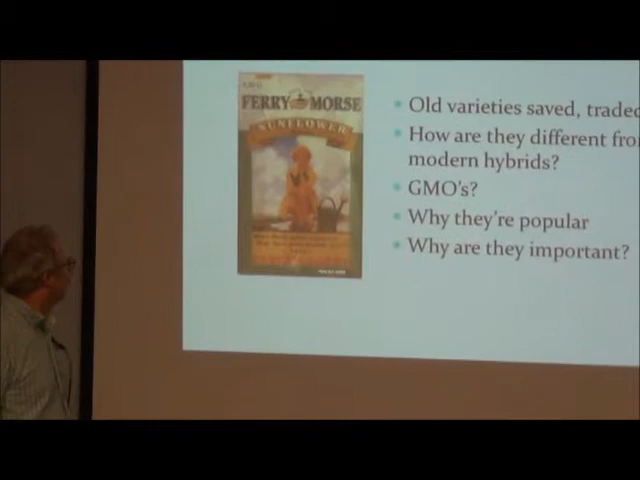 FERRY MORSE
SUNFLOWER
Old varieties saved, traded
How are they different from
modern hybrids?
GMO's?
Why they're popular
Why are they important?